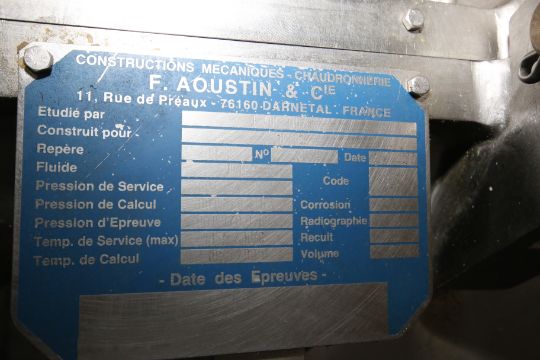 CONSTRUCTIONS MECANIQUES - CHAUDRONNERIE
F. AOUSTIN & CIE
11, Rue de Préaux - 76160 DARNETAL - FRANCE
Etudié par
Construit pour
Repère N° Date
Fluide Code
Pression de Service
Pression de Calcul Corrosion
Pression d'Epreuve Radiographie
Temp. de Service (max) Recuit
Temp. de Calcul Volume
- Date des Epreuves -